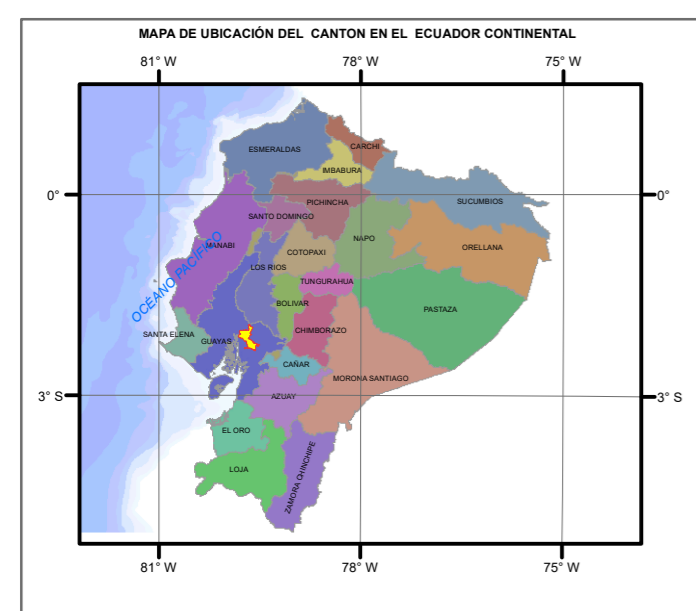 MAPA DE UBICACIÓN DEL CANTON EN EL ECUADOR CONTINENTAL
81° W
78° W
75° W
ESMERALDAS
CARCHI
IMBABURA
0°
0°
PICHINCHA
SUCUMBIOS
SANTO DOMINGO
NAPO
MANABI
ORELLANA
COTOPAXI
LOS RIOS
OCÉANO PACÍFICO
TUNGURAHUA
BOLIVAR
PASTAZA
SANTA ELENA
CHIMBORAZO
GUAYAS
CAÑAR
MORONA SANTIAGO
3° S
3° S
AZUAY
EL ORO
LOJA
ZAMORA CHINCHIPE
81° W
78° W
75° W